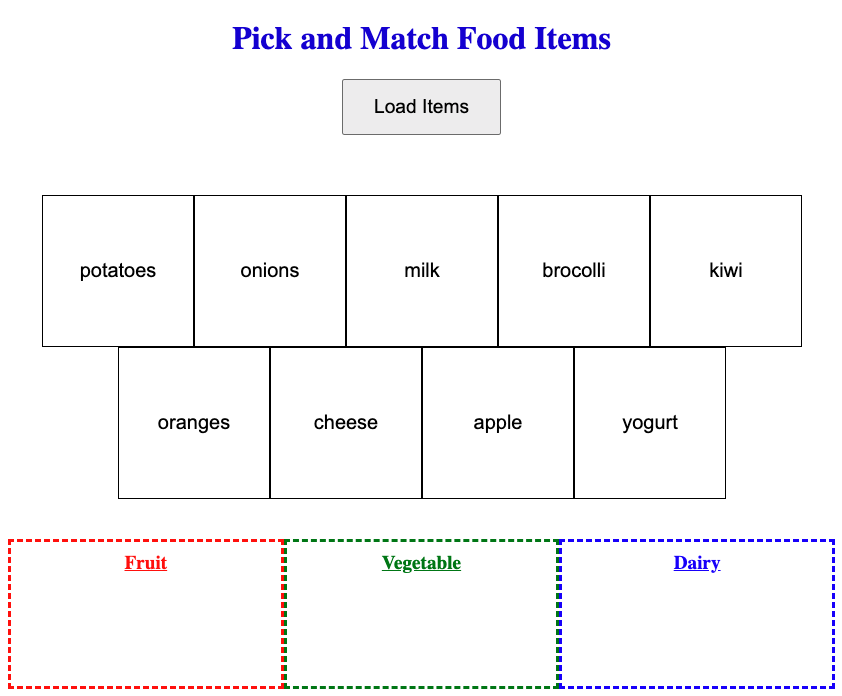 Pick and Match Food Items
Load Items
potatoes onions milk brocolli kiwi
oranges cheese apple yogurt
Fruit Vegetable Dairy